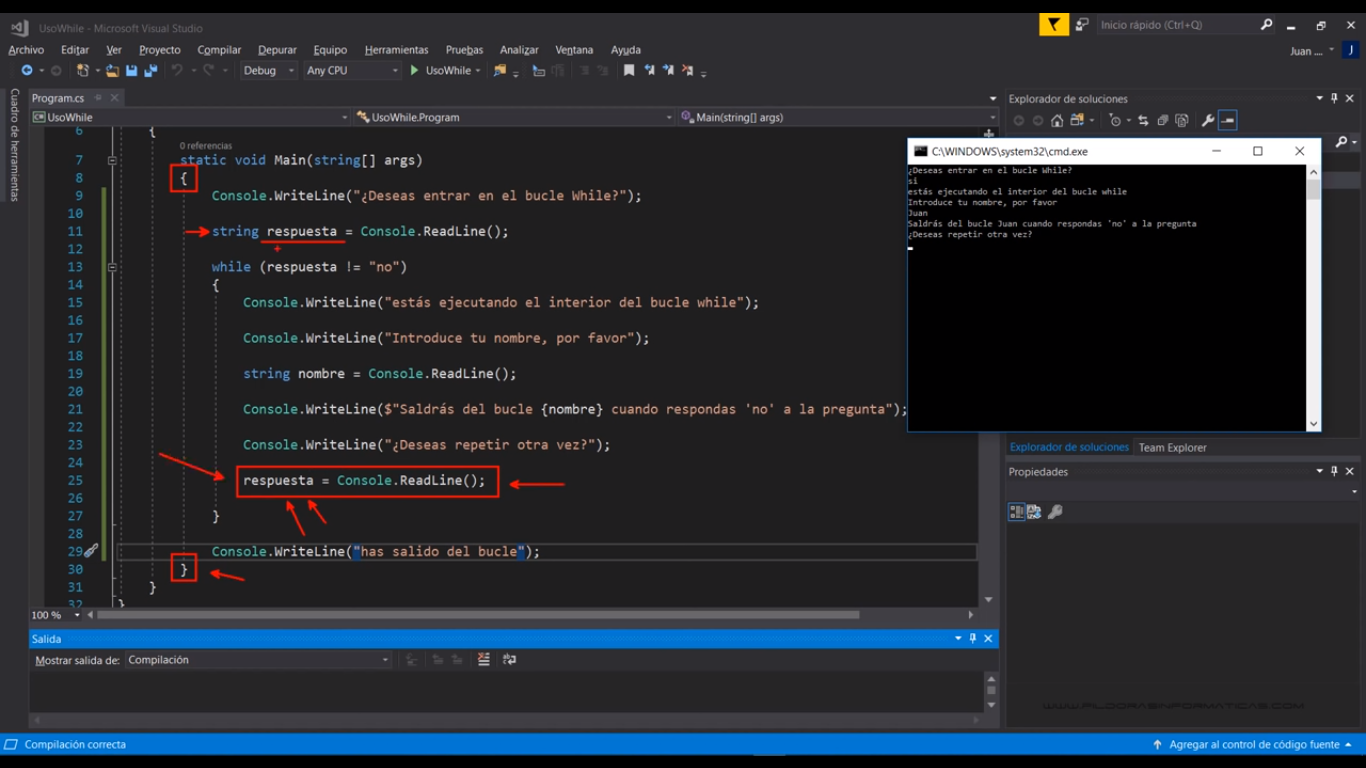 UsoWhile - Microsoft Visual Studio
Inicio rápido (Ctrl+Q)
Archivo Editar Ver Proyecto Compilar Depurar Equipo Herramientas Pruebas Analizar Ventana Ayuda
Juan .... J
Debug Any CPU UsoWhile
Cuadro de herramientas
Program.cs
UsoWhile UsoWhile.Program Main(string[] args)
6 {
0 referencias
7 static void Main(string[] args)
8 {
9 Console.WriteLine("¿Deseas entrar en el bucle While?");
10
11 string respuesta = Console.ReadLine();
12
13 while (respuesta != "no")
14 {
15 Console.WriteLine("estás ejecutando el interior del bucle while");
16
17 Console.WriteLine("Introduce tu nombre, por favor");
18
19 string nombre = Console.ReadLine();
20
21 Console.WriteLine($"Saldrás del bucle {nombre} cuando respondas 'no' a la pregunta");
22
23 Console.WriteLine("¿Deseas repetir otra vez?");
24
25 respuesta = Console.ReadLine();
26
27 }
28
29 Console.WriteLine("has salido del bucle");
30 }
31 }
32 }
100 %
Explorador de soluciones
C:\WINDOWS\system32\cmd.exe
¿Deseas entrar en el bucle While?
si
estás ejecutando el interior del bucle while
Introduce tu nombre, por favor
Juan
Saldrás del bucle Juan cuando respondas 'no' a la pregunta
¿Deseas repetir otra vez?
Explorador de soluciones Team Explorer
Propiedades
Salida
Mostrar salida de: Compilación
WWW.PILDORASINFORMATICAS.COM
Compilación correcta
Agregar al control de código fuente